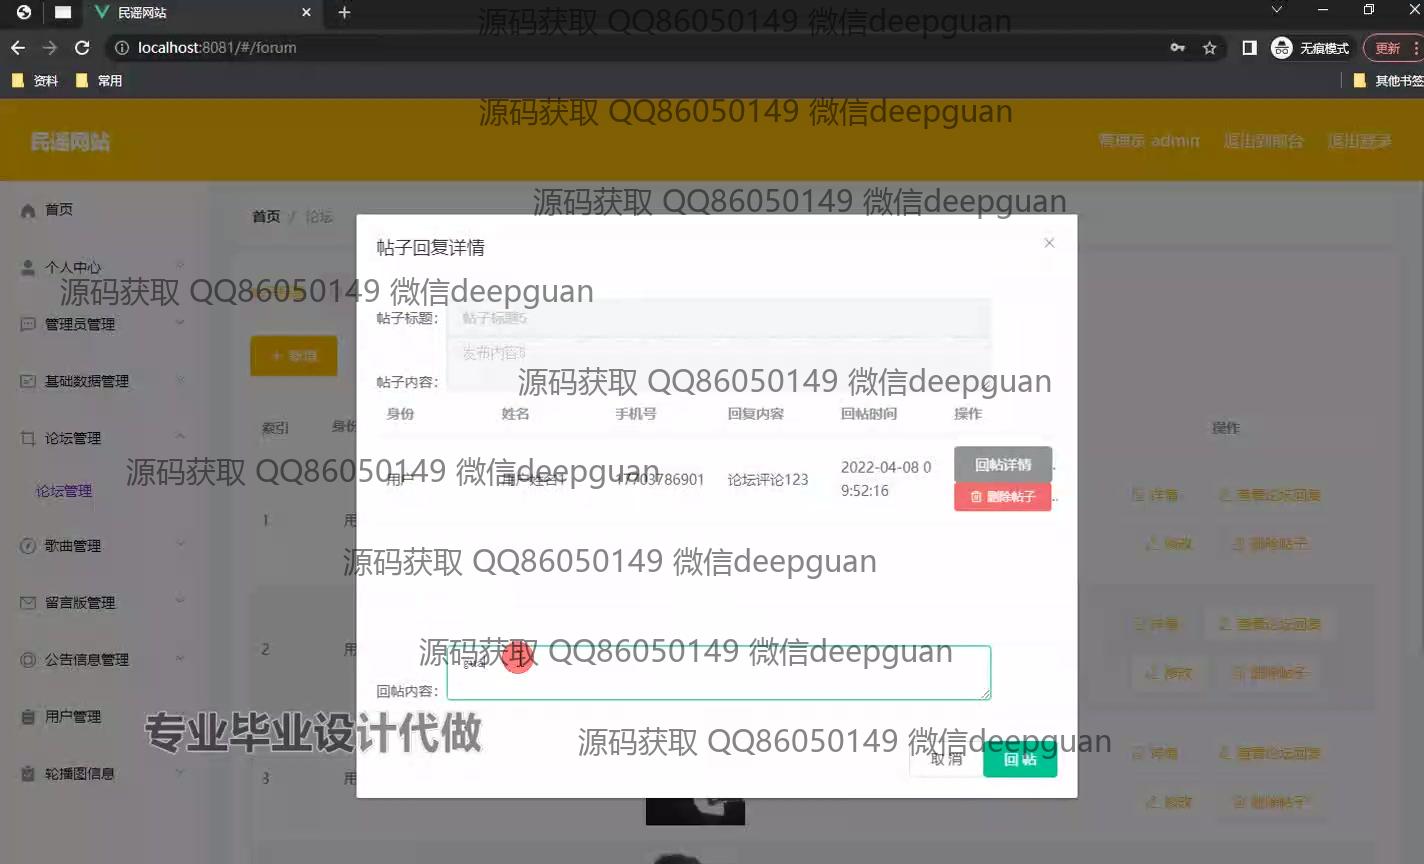 民谣网站
localhost:8081/#/forum
无痕模式
更新
资料
常用
其他书签
民谣网站
管理员 admin
退出到前台
退出登录
首页
个人中心
管理员管理
基础数据管理
论坛管理
论坛管理
歌曲管理
留言版管理
公告信息管理
用户管理
轮播图信息
首页 / 论坛
+ 新增
索引
身份
操作
1
用
详情
查看论坛回复
修改
删除帖子
2
用
详情
查看论坛回复
修改
删除帖子
3
用
详情
查看论坛回复
修改
删除帖子
帖子回复详情
帖子标题:
帖子标题5
帖子内容:
身份
姓名
手机号
回复内容
回帖时间
操作
用户
用户姓名1
17703786901
论坛评论123
2022-04-08 0
9:52:16
回帖详情
删除帖子
回帖内容:
取 消
回 帖
源码获取 QQ86050149 微信deepguan
源码获取 QQ86050149 微信deepguan
源码获取 QQ86050149 微信deepguan
源码获取 QQ86050149 微信deepguan
源码获取 QQ86050149 微信deepguan
源码获取 QQ86050149 微信deepguan
源码获取 QQ86050149 微信deepguan
源码获取 QQ86050149 微信deepguan
源码获取 QQ86050149 微信deepguan
专业毕业设计代做